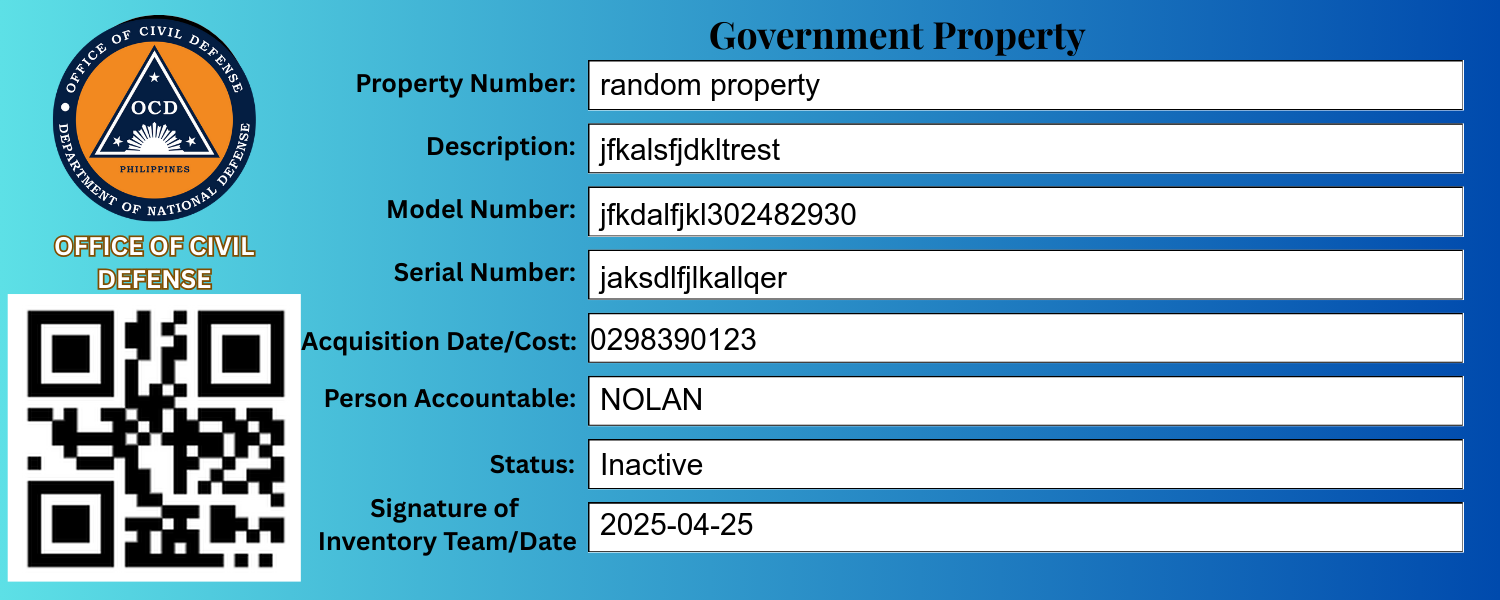 OFFICE OF CIVIL DEFENSE
DEPARTMENT OF NATIONAL DEFENSE
OCD
PHILIPPINES
OFFICE OF CIVIL
DEFENSE
Government Property
Property Number: random property
Description: jfkalsfjdkltrest
Model Number: jfkdalfjkl302482930
Serial Number: jaksdlfjlkallqer
Acquisition Date/Cost: 0298390123
Person Accountable: NOLAN
Status: Inactive
Signature of
Inventory Team/Date 2025-04-25